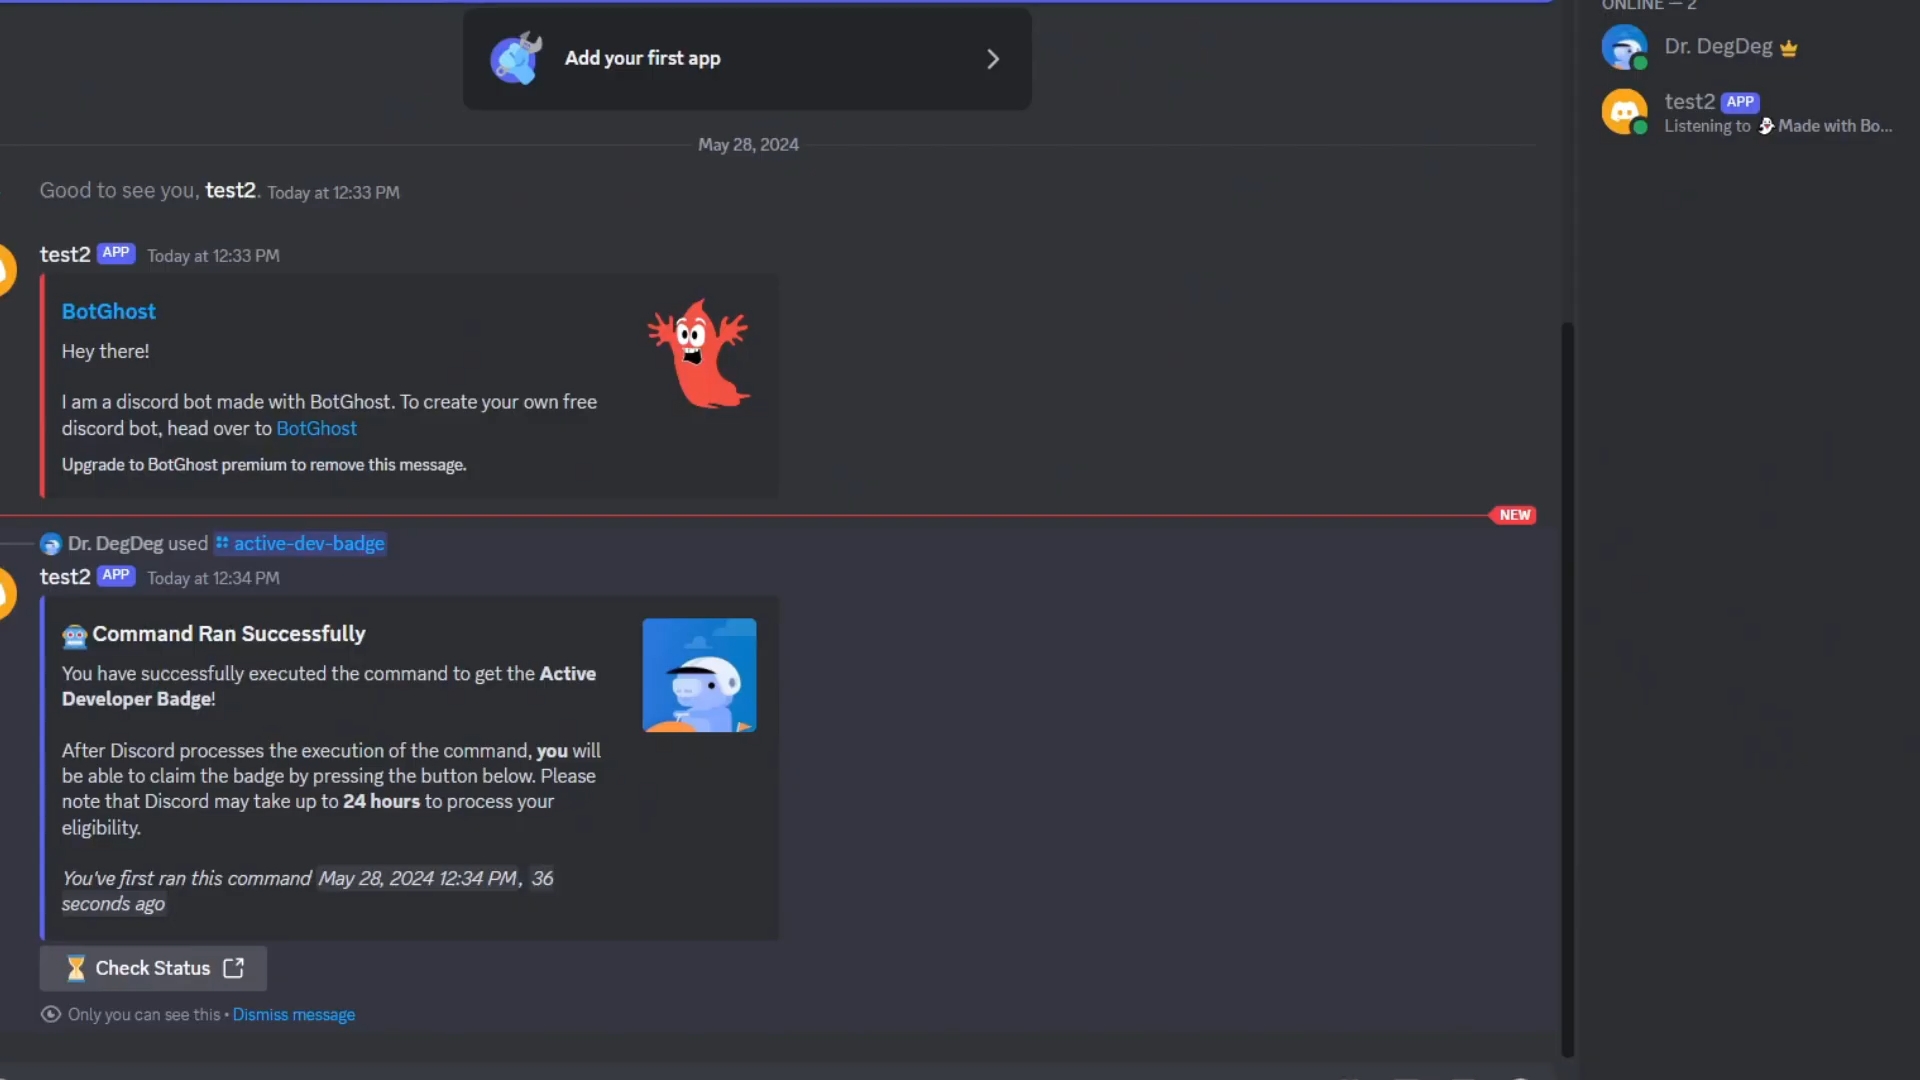 ONLINE — 2
Add your first app
Dr. DegDeg
test2 APP
Listening to Made with Bo...
May 28, 2024
Good to see you, test2. Today at 12:33 PM
test2 APP Today at 12:33 PM
BotGhost
Hey there!
I am a discord bot made with BotGhost. To create your own free
discord bot, head over to BotGhost
Upgrade to BotGhost premium to remove this message.
NEW
Dr. DegDeg used active-dev-badge
test2 APP Today at 12:34 PM
Command Ran Successfully
You have successfully executed the command to get the Active
Developer Badge!
After Discord processes the execution of the command, you will
be able to claim the badge by pressing the button below. Please
note that Discord may take up to 24 hours to process your
eligibility.
You've first ran this command May 28, 2024 12:34 PM, 36
seconds ago
Check Status
Only you can see this • Dismiss message